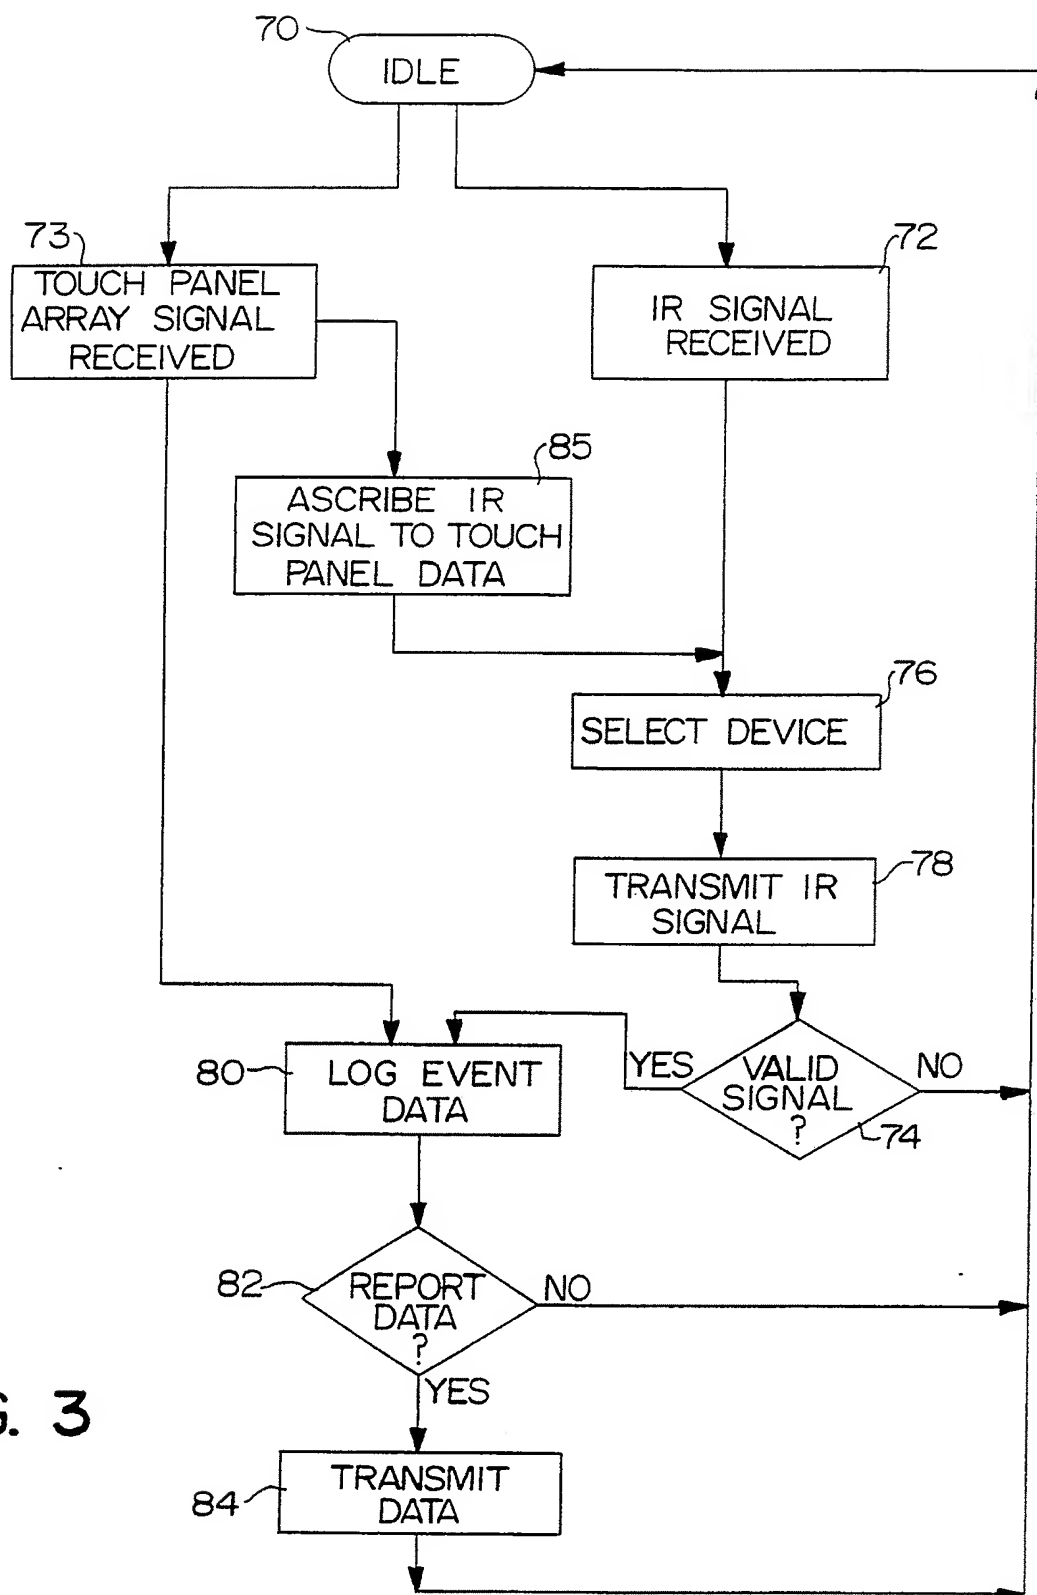 70
IDLE
73
TOUCH PANEL
ARRAY SIGNAL
RECEIVED
72
IR SIGNAL
RECEIVED
85
ASCRIBE IR
SIGNAL TO TOUCH
PANEL DATA
76
SELECT DEVICE
78
TRANSMIT IR
SIGNAL
80
LOG EVENT
DATA
YES
VALID
SIGNAL
?
NO
74
82
REPORT
DATA
?
NO
YES
G. 3
84
TRANSMIT
DATA